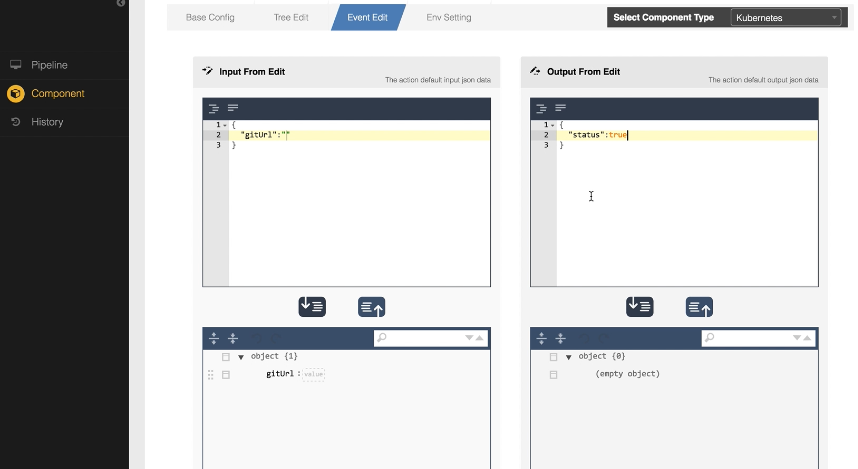 Base Config
Tree Edit
Event Edit
Env Setting
Select Component Type
Kubernetes
Pipeline
Component
History
Input From Edit
The action default input json data
1 {
2 "gitUrl":""
3 }
object {1}
gitUrl : value
Output From Edit
The action default output json data
1 {
2 "status":true
3 }
object {0}
(empty object)